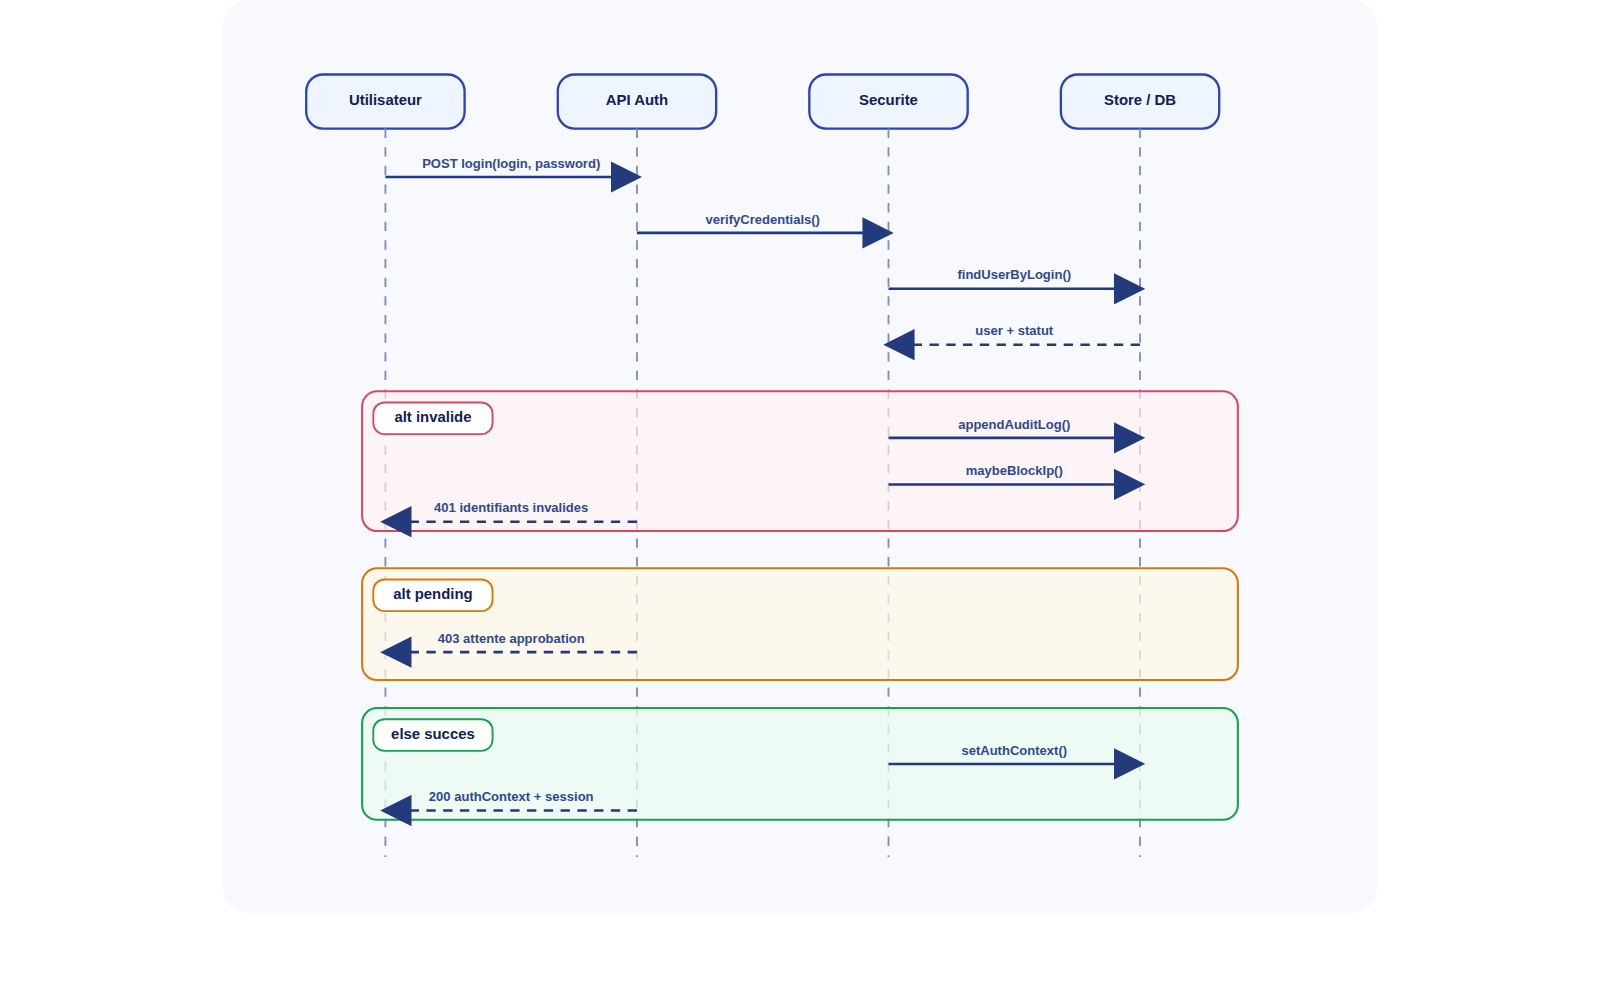 Utilisateur
API Auth
Securite
Store / DB
POST login(login, password)
verifyCredentials()
findUserByLogin()
user + statut
alt invalide
appendAuditLog()
maybeBlockIp()
401 identifiants invalides
alt pending
403 attente approbation
else succes
setAuthContext()
200 authContext + session